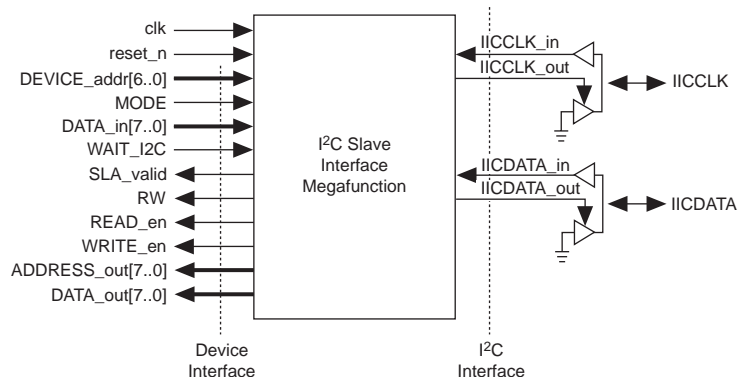 clk
reset_n
DEVICE_addr[6..0]
MODE
DATA_in[7..0]
WAIT_I2C
SLA_valid
RW
READ_en
WRITE_en
ADDRESS_out[7..0]
DATA_out[7..0]
I²C Slave
Interface
Megafunction
IICCLK_in
IICCLK_out
IICCLK
IICDATA_in
IICDATA_out
IICDATA
Device
Interface
I²C
Interface